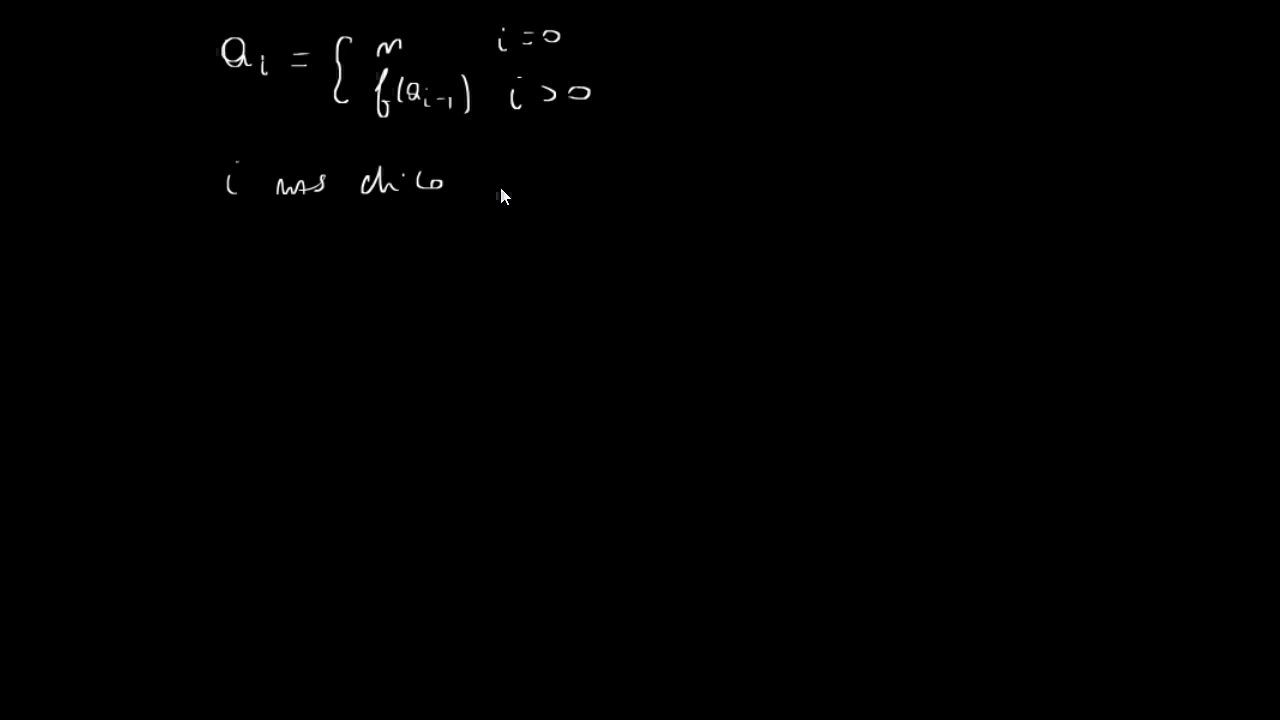 a_i = { n i = 0
f(a_{i-1}) i > 0
i mas chico